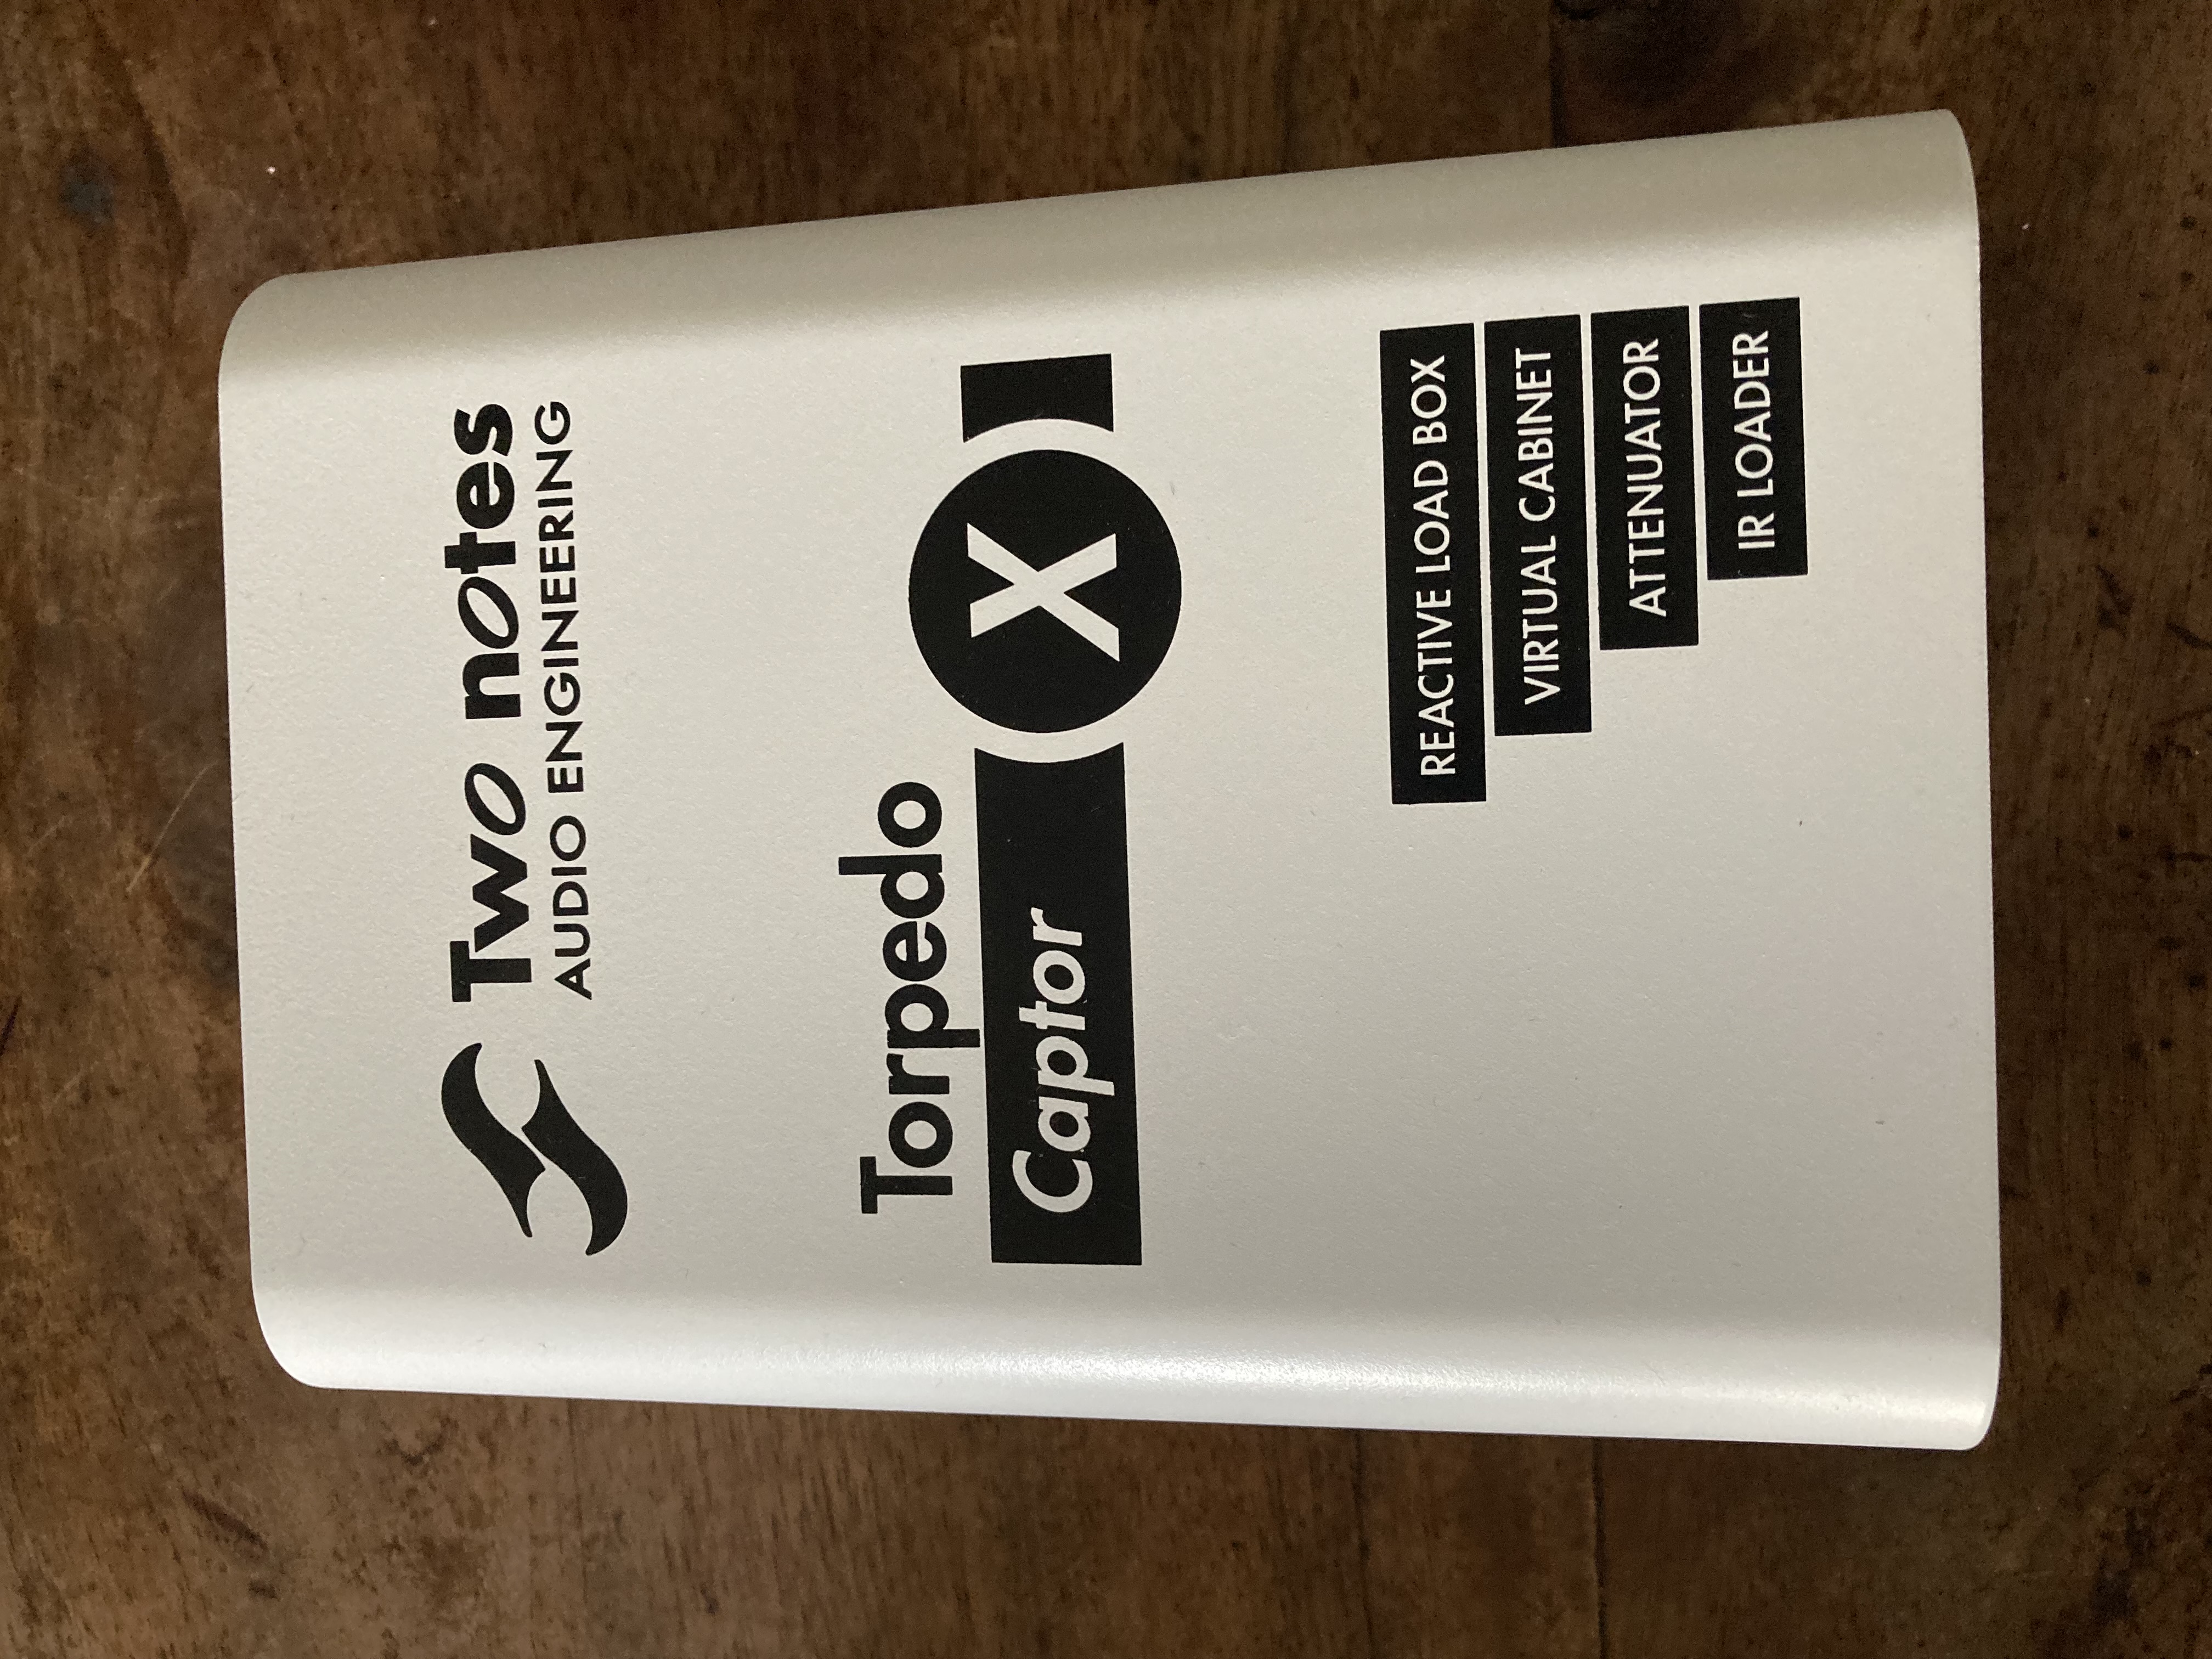 Two notes
AUDIO ENGINEERING
Torpedo
Captor X
REACTIVE LOAD BOX
VIRTUAL CABINET
ATTENUATOR
IR LOADER